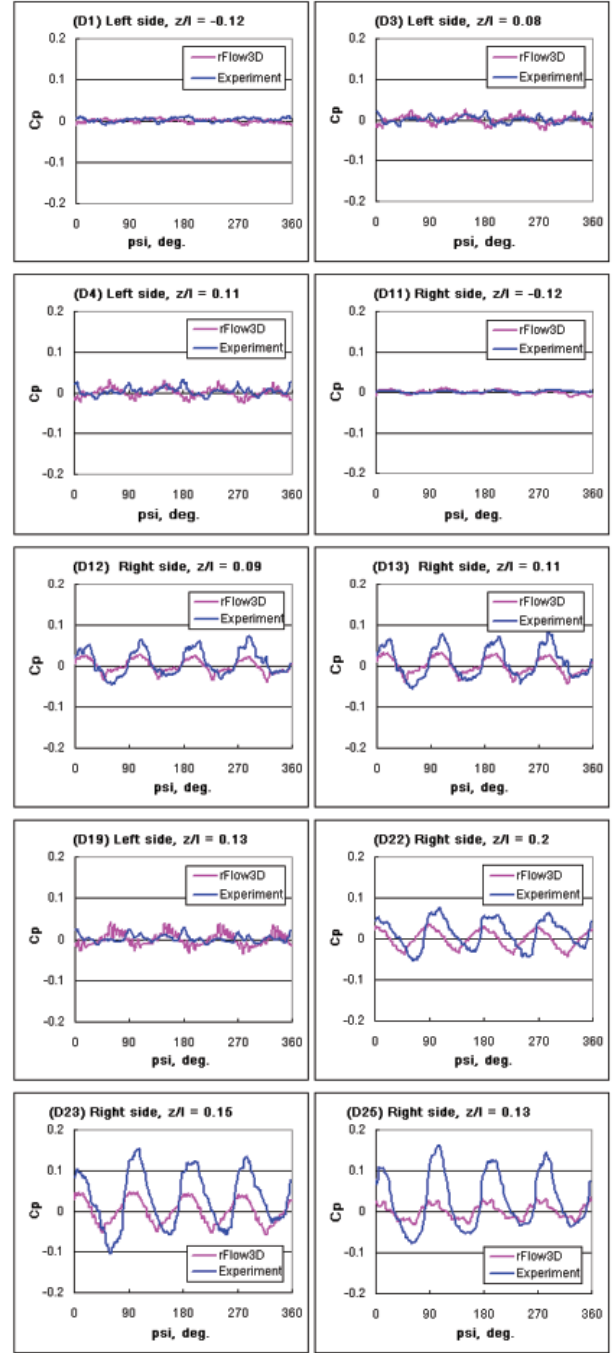 (D1) Left side, z/l = -0.12
0.2
0.1
0
-0.1
-0.2
Cp
rFlow3D
Experiment
0 90 180 270 360
psi, deg.
(D3) Left side, z/l = 0.08
0.2
0.1
0
-0.1
-0.2
Cp
rFlow3D
Experiment
0 90 180 270 360
psi, deg.
(D4) Left side, z/l = 0.11
0.2
0.1
0
-0.1
-0.2
Cp
rFlow3D
Experiment
0 90 180 270 360
psi, deg.
(D11) Right side, z/l = -0.12
0.2
0.1
0
-0.1
-0.2
Cp
rFlow3D
Experiment
0 90 180 270 360
psi, deg.
(D12) Right side, z/l = 0.09
0.2
0.1
0
-0.1
-0.2
Cp
rFlow3D
Experiment
0 90 180 270 360
psi, deg.
(D13) Right side, z/l = 0.11
0.2
0.1
0
-0.1
-0.2
Cp
rFlow3D
Experiment
0 90 180 270 360
psi, deg.
(D19) Left side, z/l = 0.13
0.2
0.1
0
-0.1
-0.2
Cp
rFlow3D
Experiment
0 90 180 270 360
psi, deg.
(D22) Right side, z/l = 0.2
0.2
0.1
0
-0.1
-0.2
Cp
rFlow3D
Experiment
0 90 180 270 360
psi, deg.
(D23) Right side, z/l = 0.15
0.2
0.1
0
-0.1
-0.2
Cp
rFlow3D
Experiment
0 90 180 270 360
psi, deg.
(D25) Right side, z/l = 0.13
0.2
0.1
0
-0.1
-0.2
Cp
rFlow3D
Experiment
0 90 180 270 360
psi, deg.